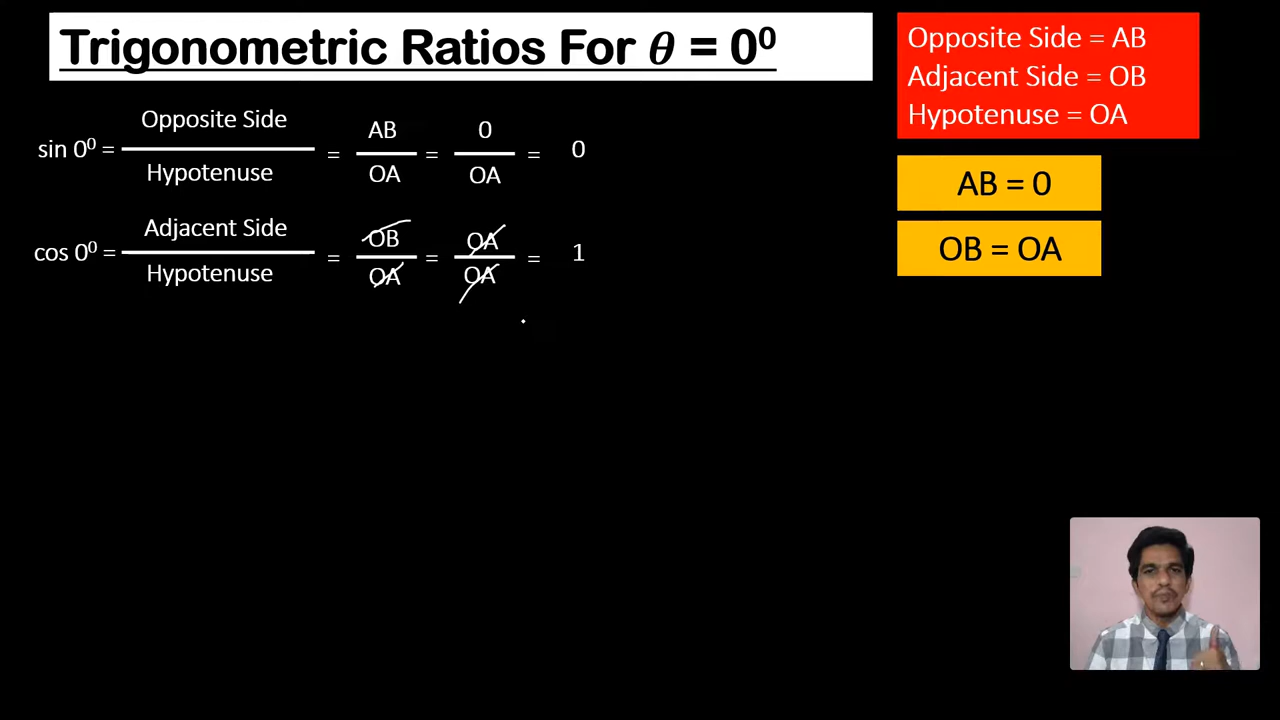 Trigonometric Ratios For θ = 0⁰
Opposite Side = AB
Adjacent Side = OB
Hypotenuse = OA
AB = 0
OB = OA
sin 0⁰ = Opposite Side / Hypotenuse = AB / OA = 0 / OA = 0
cos 0⁰ = Adjacent Side / Hypotenuse = OB / OA = OA / OA = 1